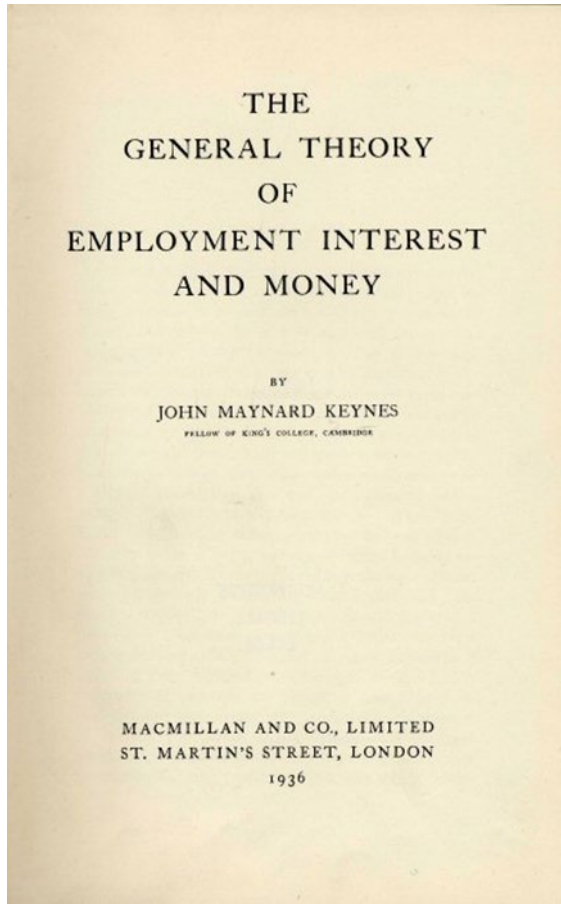 THE
GENERAL THEORY
OF
EMPLOYMENT INTEREST
AND MONEY
BY
JOHN MAYNARD KEYNES
FELLOW OF KING'S COLLEGE, CAMBRIDGE
MACMILLAN AND CO., LIMITED
ST. MARTIN'S STREET, LONDON
1936